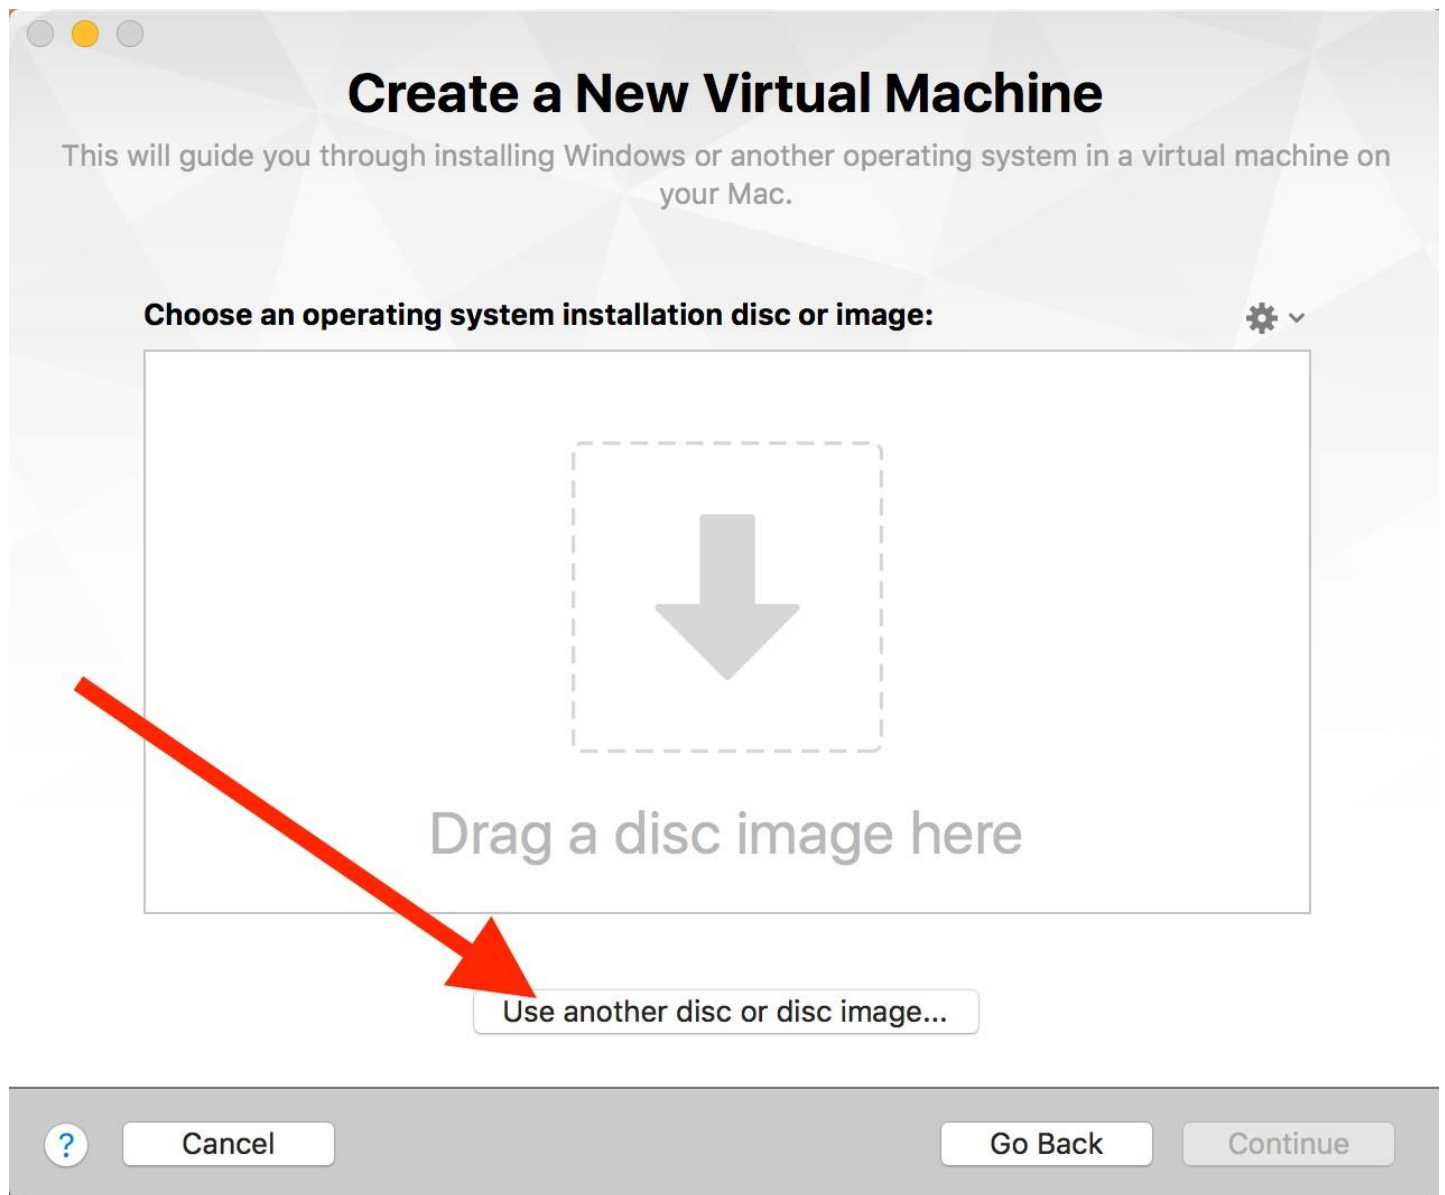 Create a New Virtual Machine
This will guide you through installing Windows or another operating system in a virtual machine on
your Mac.
Choose an operating system installation disc or image:
Drag a disc image here
Use another disc or disc image...
?
Cancel
Go Back
Continue